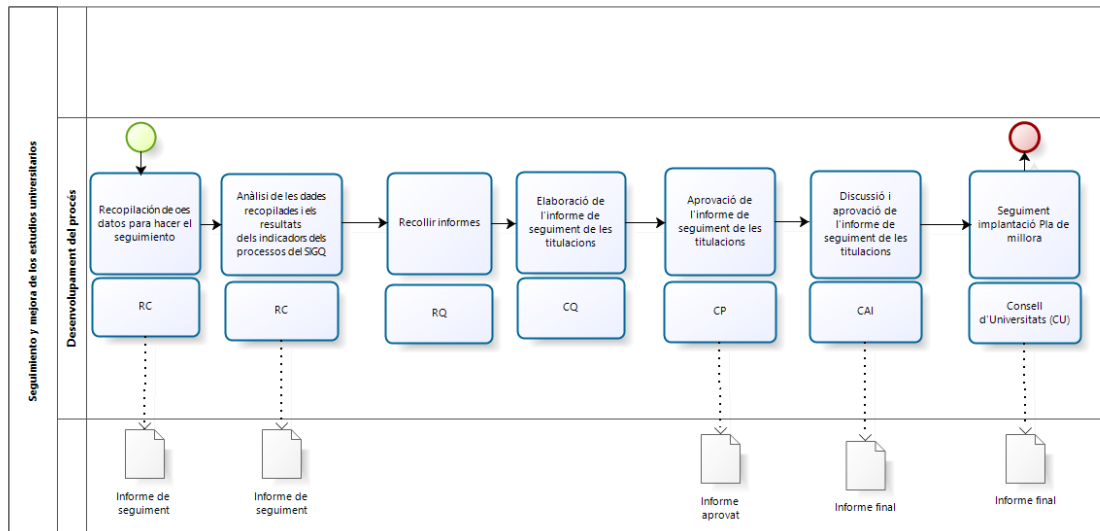 Seguimiento y mejora de los estudios universitarios
Desenvolupament del procés
Recopilación de oes
datos para hacer el
seguimiento
Anàlisi de les dades
recopilades i els
resultats
dels indicadors dels
processos del SIGQ
Recollir informes
Elaboració de
l'informe de
seguiment de les
titulacions
Aprovació de
l'informe de
seguiment de les
titulacions
Discussió i
aprovació de
l'informe de
seguiment de les
titulacions
Seguiment
implantació Pla de
millora
RC
RC
RQ
CQ
CP
CAI
Consell
d'Universitats (CU)
Informe de
seguiment
Informe de
seguiment
Informe
aprovat
Informe final
Informe final